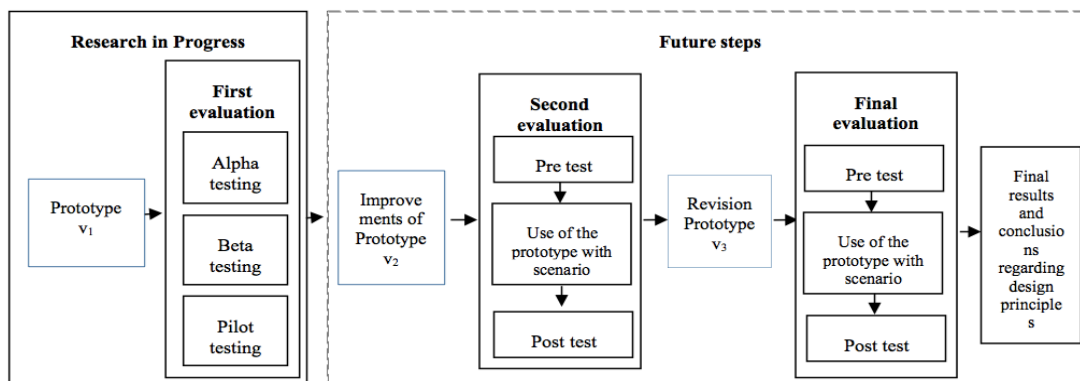 Research in Progress
First
evaluation
Alpha
testing
Prototype
v1
Beta
testing
Pilot
testing
Future steps
Improve
ments of
Prototype
v2
Second
evaluation
Pre test
Use of the
prototype with
scenario
Post test
Revision
Prototype
v3
Final
evaluation
Pre test
Use of the
prototype with
scenario
Post test
Final
results
and
conclusio
ns
regarding
design
principle
s